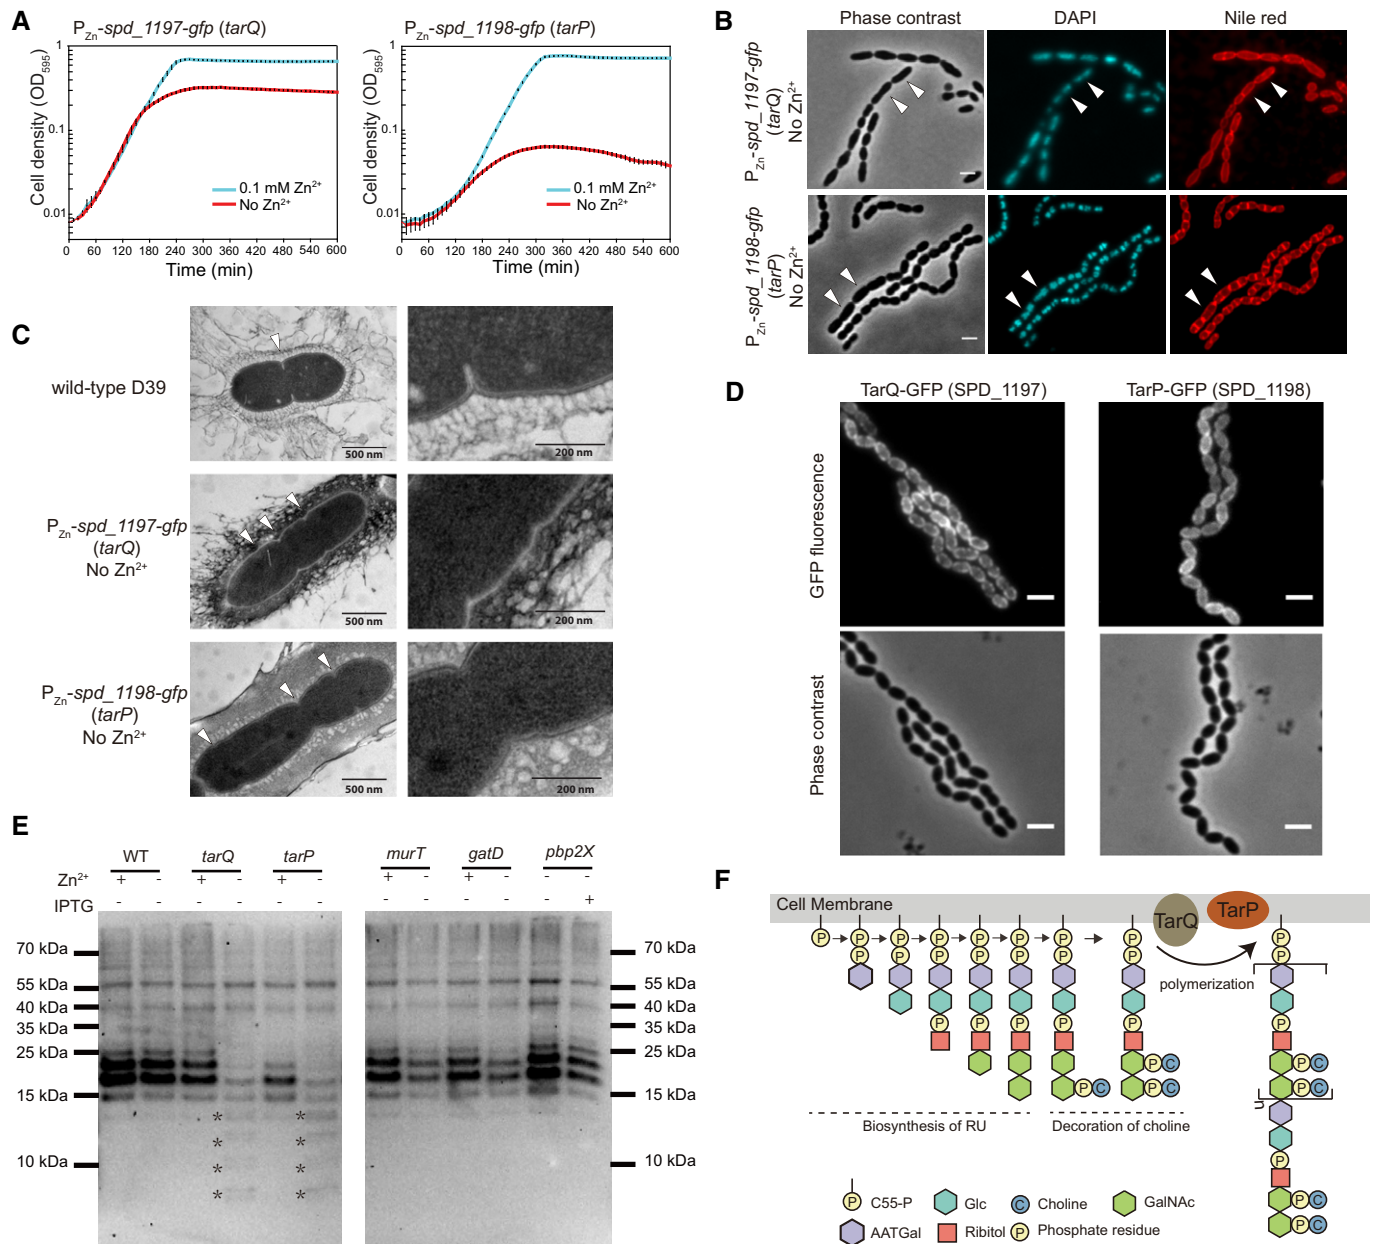 A
P_Zn-spd_1197-gfp (tarQ)
P_Zn-spd_1198-gfp (tarP)
Cell density (OD595)
1
0.1
0.01
0.1 mM Zn2+
No Zn2+
0 60 120 180 240 300 360 420 480 540 600
Time (min)
Cell density (OD595)
1
0.1
0.01
0.1 mM Zn2+
No Zn2+
0 60 120 180 240 300 360 420 480 540 600
Time (min)
B
Phase contrast
DAPI
Nile red
P_Zn-spd_1197-gfp
(tarQ)
No Zn2+
P_Zn-spd_1198-gfp
(tarP)
No Zn2+
C
wild-type D39
500 nm
200 nm
P_Zn-spd_1197-gfp
(tarQ)
No Zn2+
500 nm
200 nm
P_Zn-spd_1198-gfp
(tarP)
No Zn2+
500 nm
200 nm
D
TarQ-GFP (SPD_1197)
TarP-GFP (SPD_1198)
GFP fluorescence
Phase contrast
E
WT tarQ tarP murT gatD pbp2X
Zn2+ + - + - + - + - + - - -
IPTG - - - - - - - - - - - +
70 kDa
55 kDa
40 kDa
35 kDa
25 kDa
15 kDa
10 kDa
* *
* *
* *
* *
70 kDa
55 kDa
40 kDa
35 kDa
25 kDa
15 kDa
10 kDa
F
Cell Membrane
TarQ
TarP
P P P P P P P P P
P P P P P P P P
polymerization
P P P P P P
P C P C
P C P C P C
n
Biosynthesis of RU
Decoration of choline
P
P C
P C
P C55-P
Glc
C Choline
GalNAc
AATGal
Ribitol
P Phosphate residue